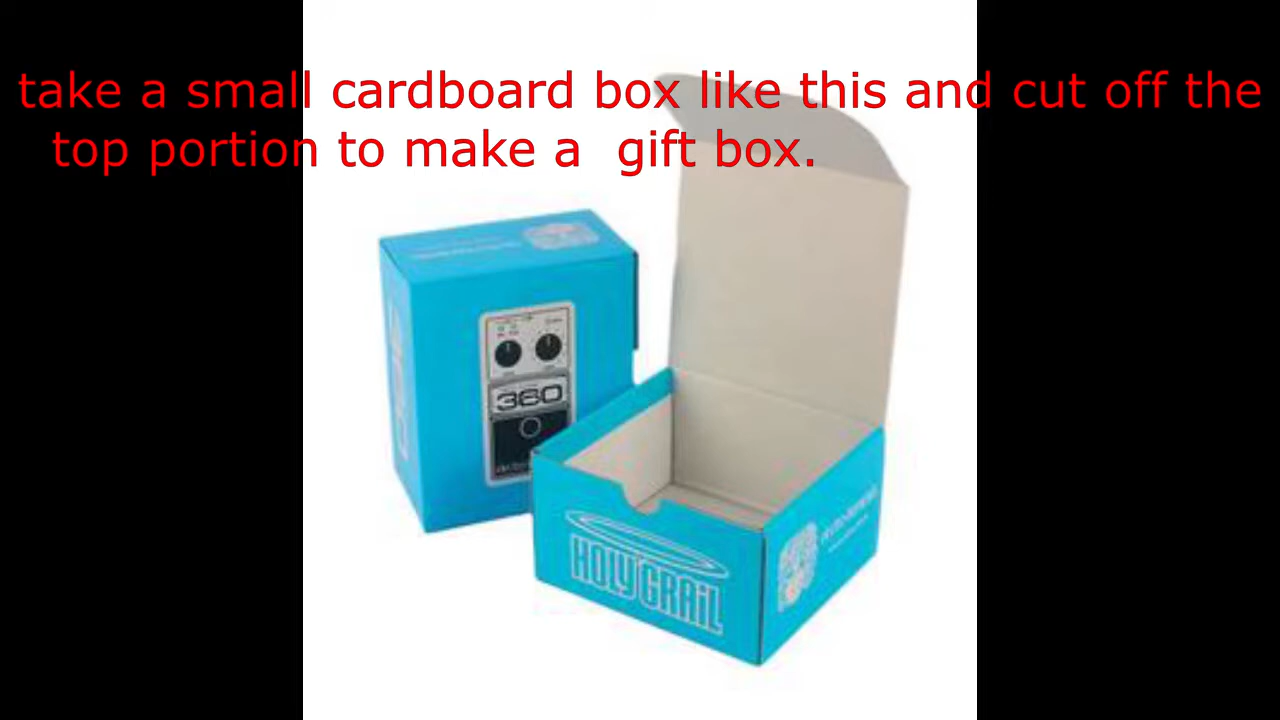 take a small cardboard box like this and cut off the
top portion to make a  gift box.
360
HOLY GRAIL